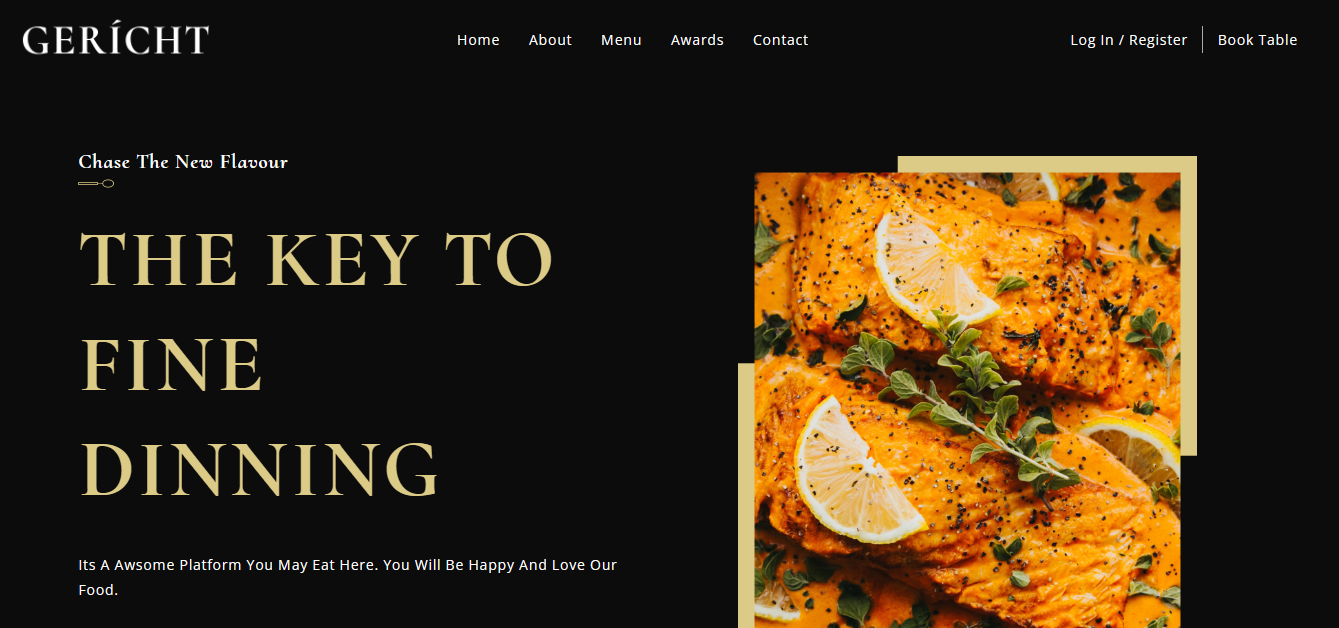 GERÍCHT
Home About Menu Awards Contact
Log In / Register Book Table
Chase The New Flavour
THE KEY TO
FINE
DINNING
Its A Awsome Platform You May Eat Here. You Will Be Happy And Love Our
Food.